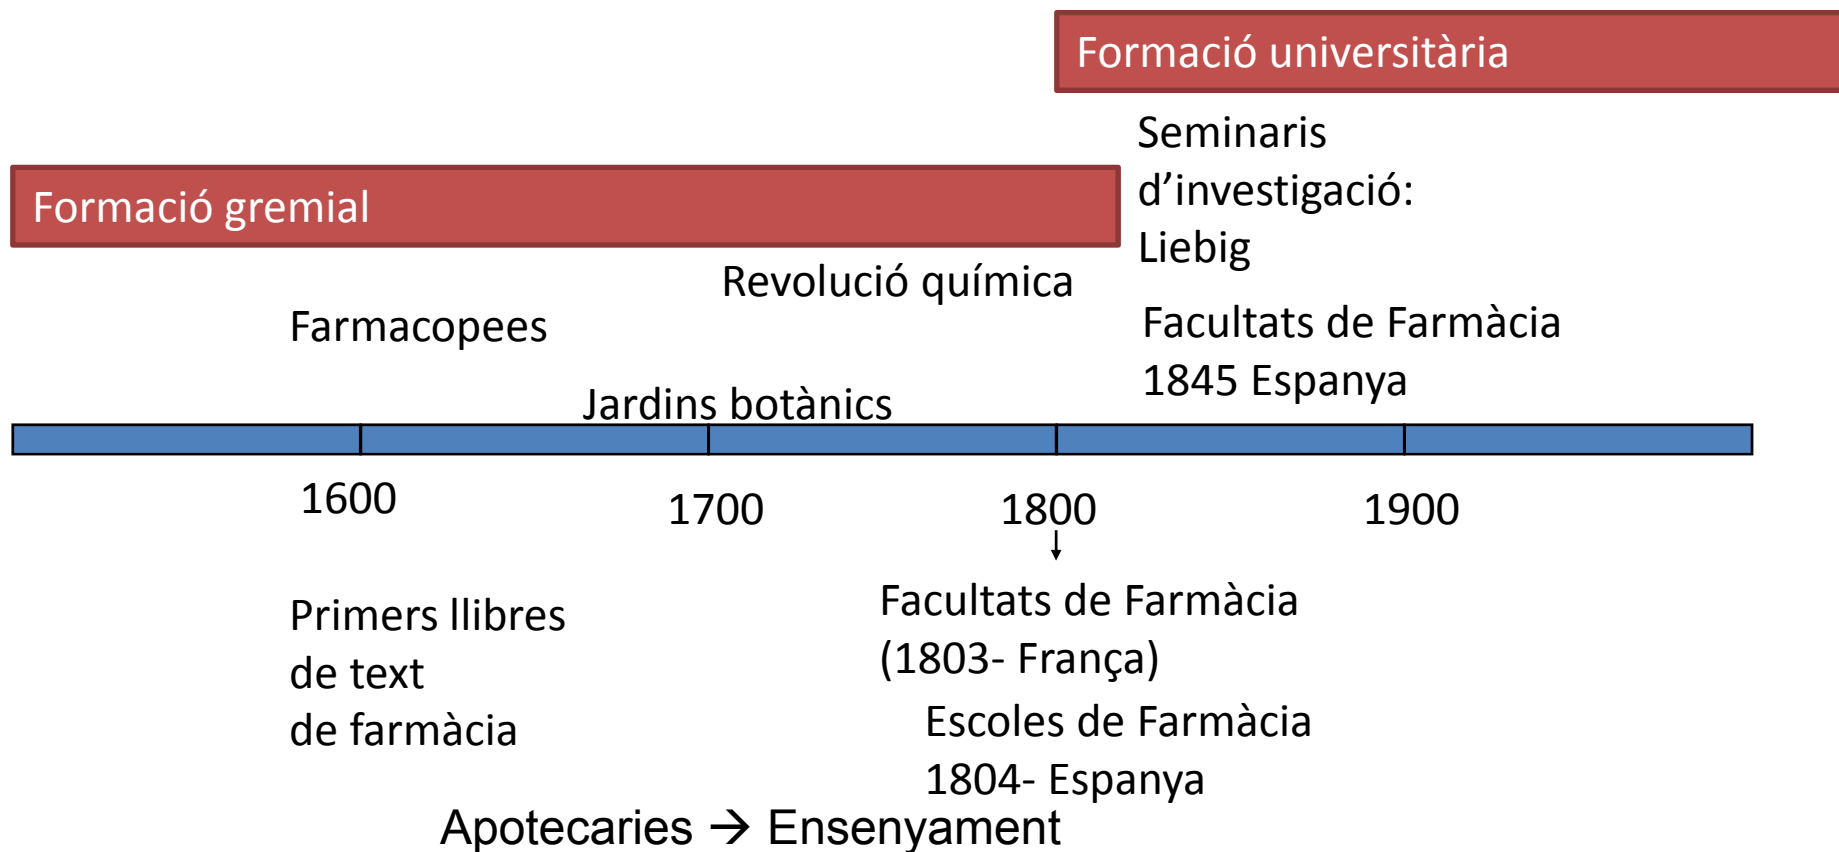 Formació universitària
Seminaris
d’investigació:
Liebig
Formació gremial
Revolució química
Farmacopees
Facultats de Farmàcia
1845 Espanya
Jardins botànics
1600
1700
1800
1900
Primers llibres
de text
de farmàcia
Facultats de Farmàcia
(1803- França)
Escoles de Farmàcia
1804- Espanya
Apotecaries → Ensenyament